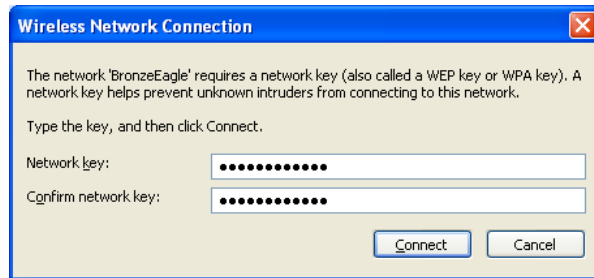 Wireless Network Connection
The network 'BronzeEagle' requires a network key (also called a WEP key or WPA key). A
network key helps prevent unknown intruders from connecting to this network.
Type the key, and then click Connect.
Network key: ••••••••••••
Confirm network key: ••••••••••••
Connect Cancel